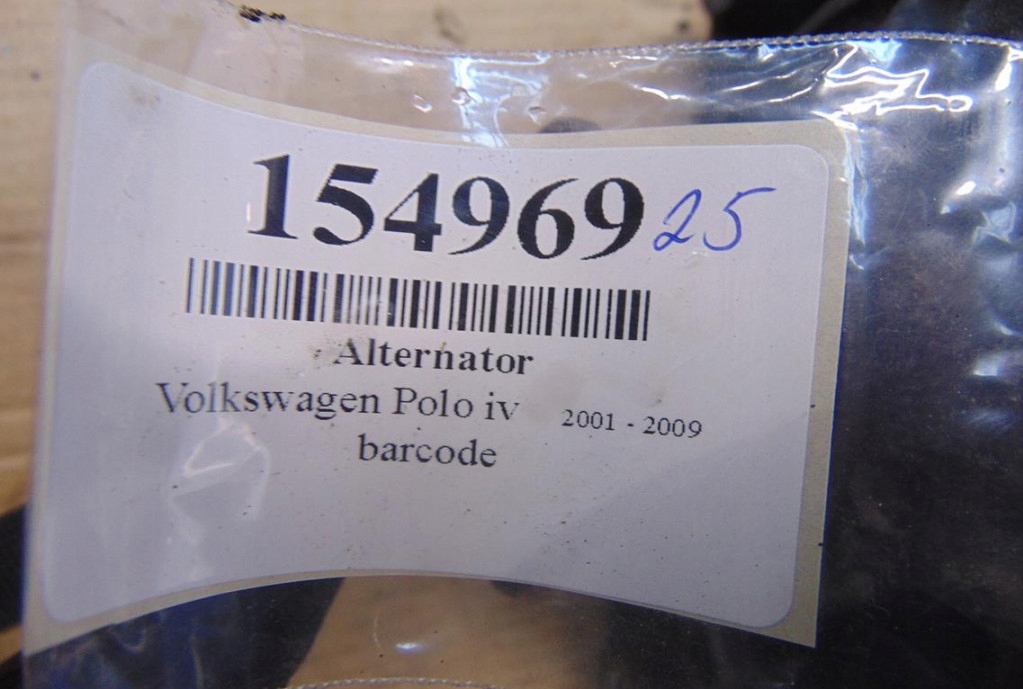 154969 25
Alternator
Volkswagen Polo iv 2001 - 2009
barcode